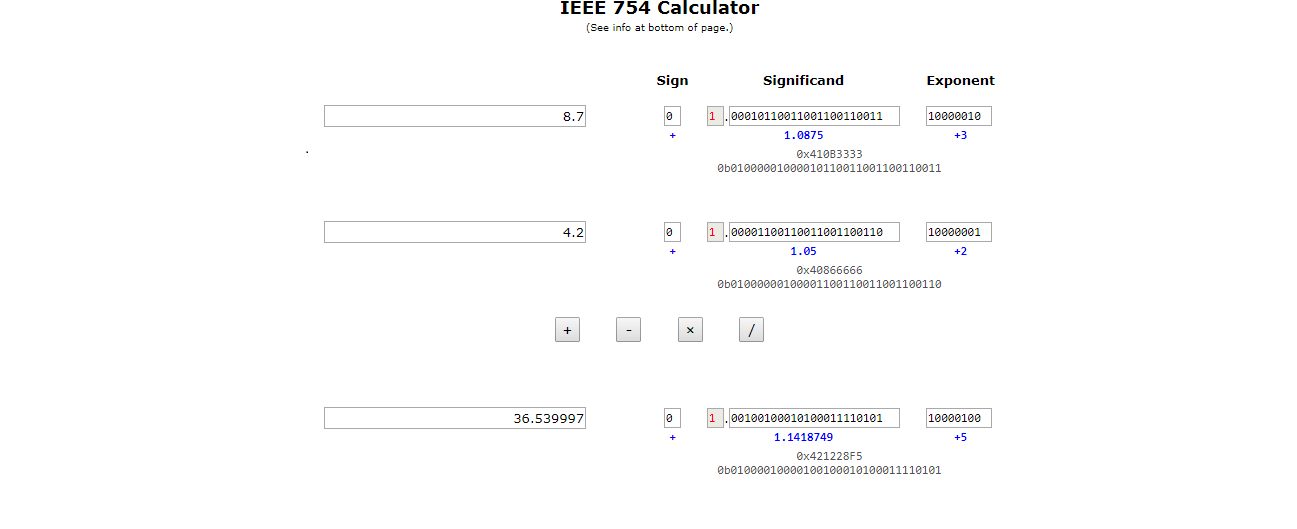 IEEE 754 Calculator
(See info at bottom of page.)
Sign Significand Exponent
8.7 0 1 . 00010110011001100110011 10000010
+ 1.0875 +3
0x410B3333
0b01000001000010110011001100110011
4.2 0 1 . 00001100110011001100110 10000001
+ 1.05 +2
0x40866666
0b01000000100001100110011001100110
+ - × /
36.539997 0 1 . 00100100010100011110101 10000100
+ 1.1418749 +5
0x421228F5
0b01000010000100100010100011110101